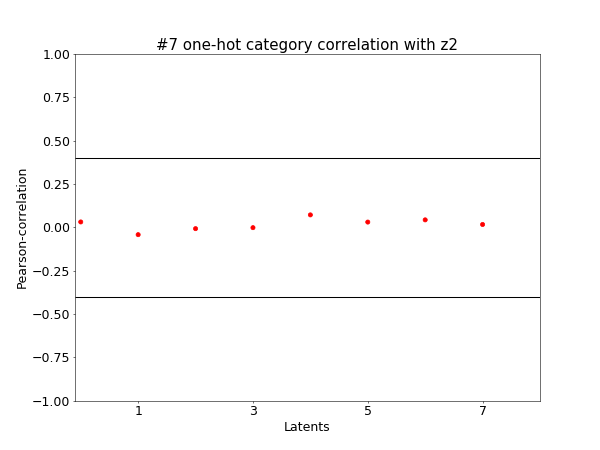 #7 one-hot category correlation with z2
1.00
0.75
0.50
0.25
0.00
−0.25
−0.50
−0.75
−1.00
Pearson-correlation
1 3 5 7
Latents